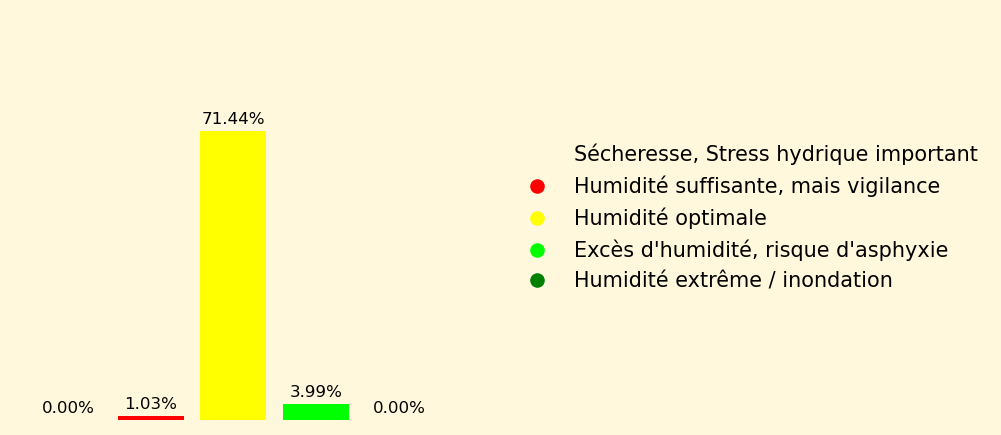 71.44%
3.99%
1.03%
0.00%
0.00%
Sécheresse, Stress hydrique important
Humidité suffisante, mais vigilance
Humidité optimale
Excès d'humidité, risque d'asphyxie
Humidité extrême / inondation